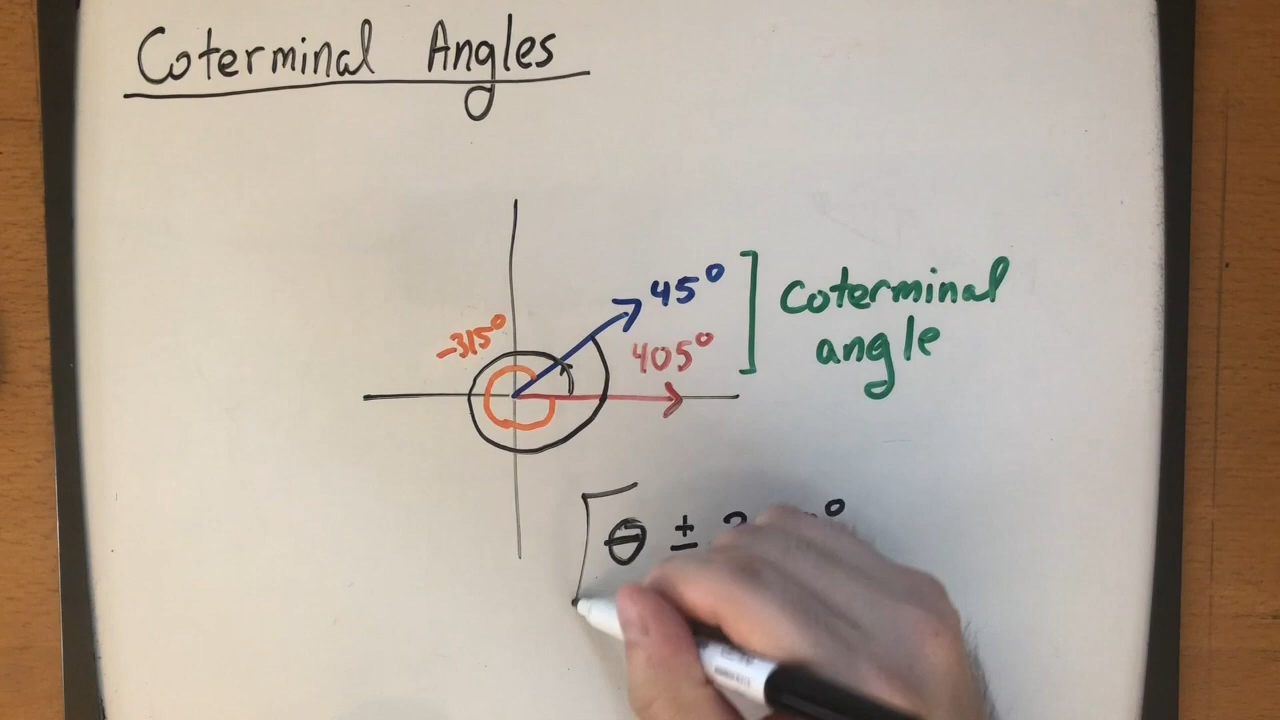 Coterminal Angles
45°
-315°
405°
coterminal
angle
θ ±